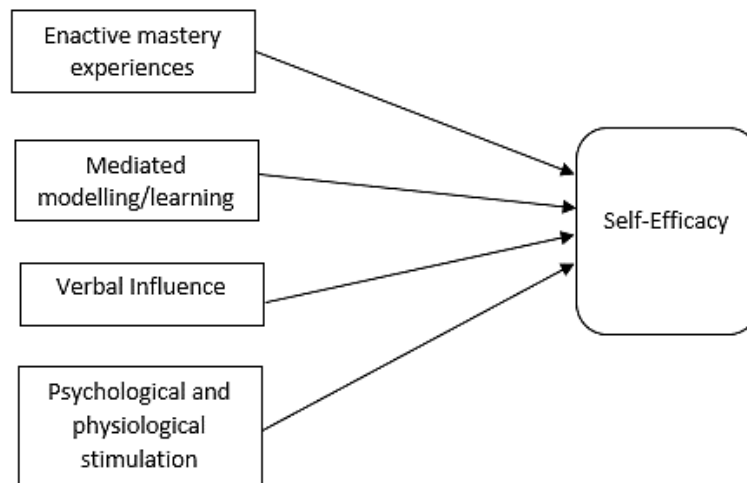 Enactive mastery
experiences
Mediated
modelling/learning
Self-Efficacy
Verbal Influence
Psychological and
physiological
stimulation